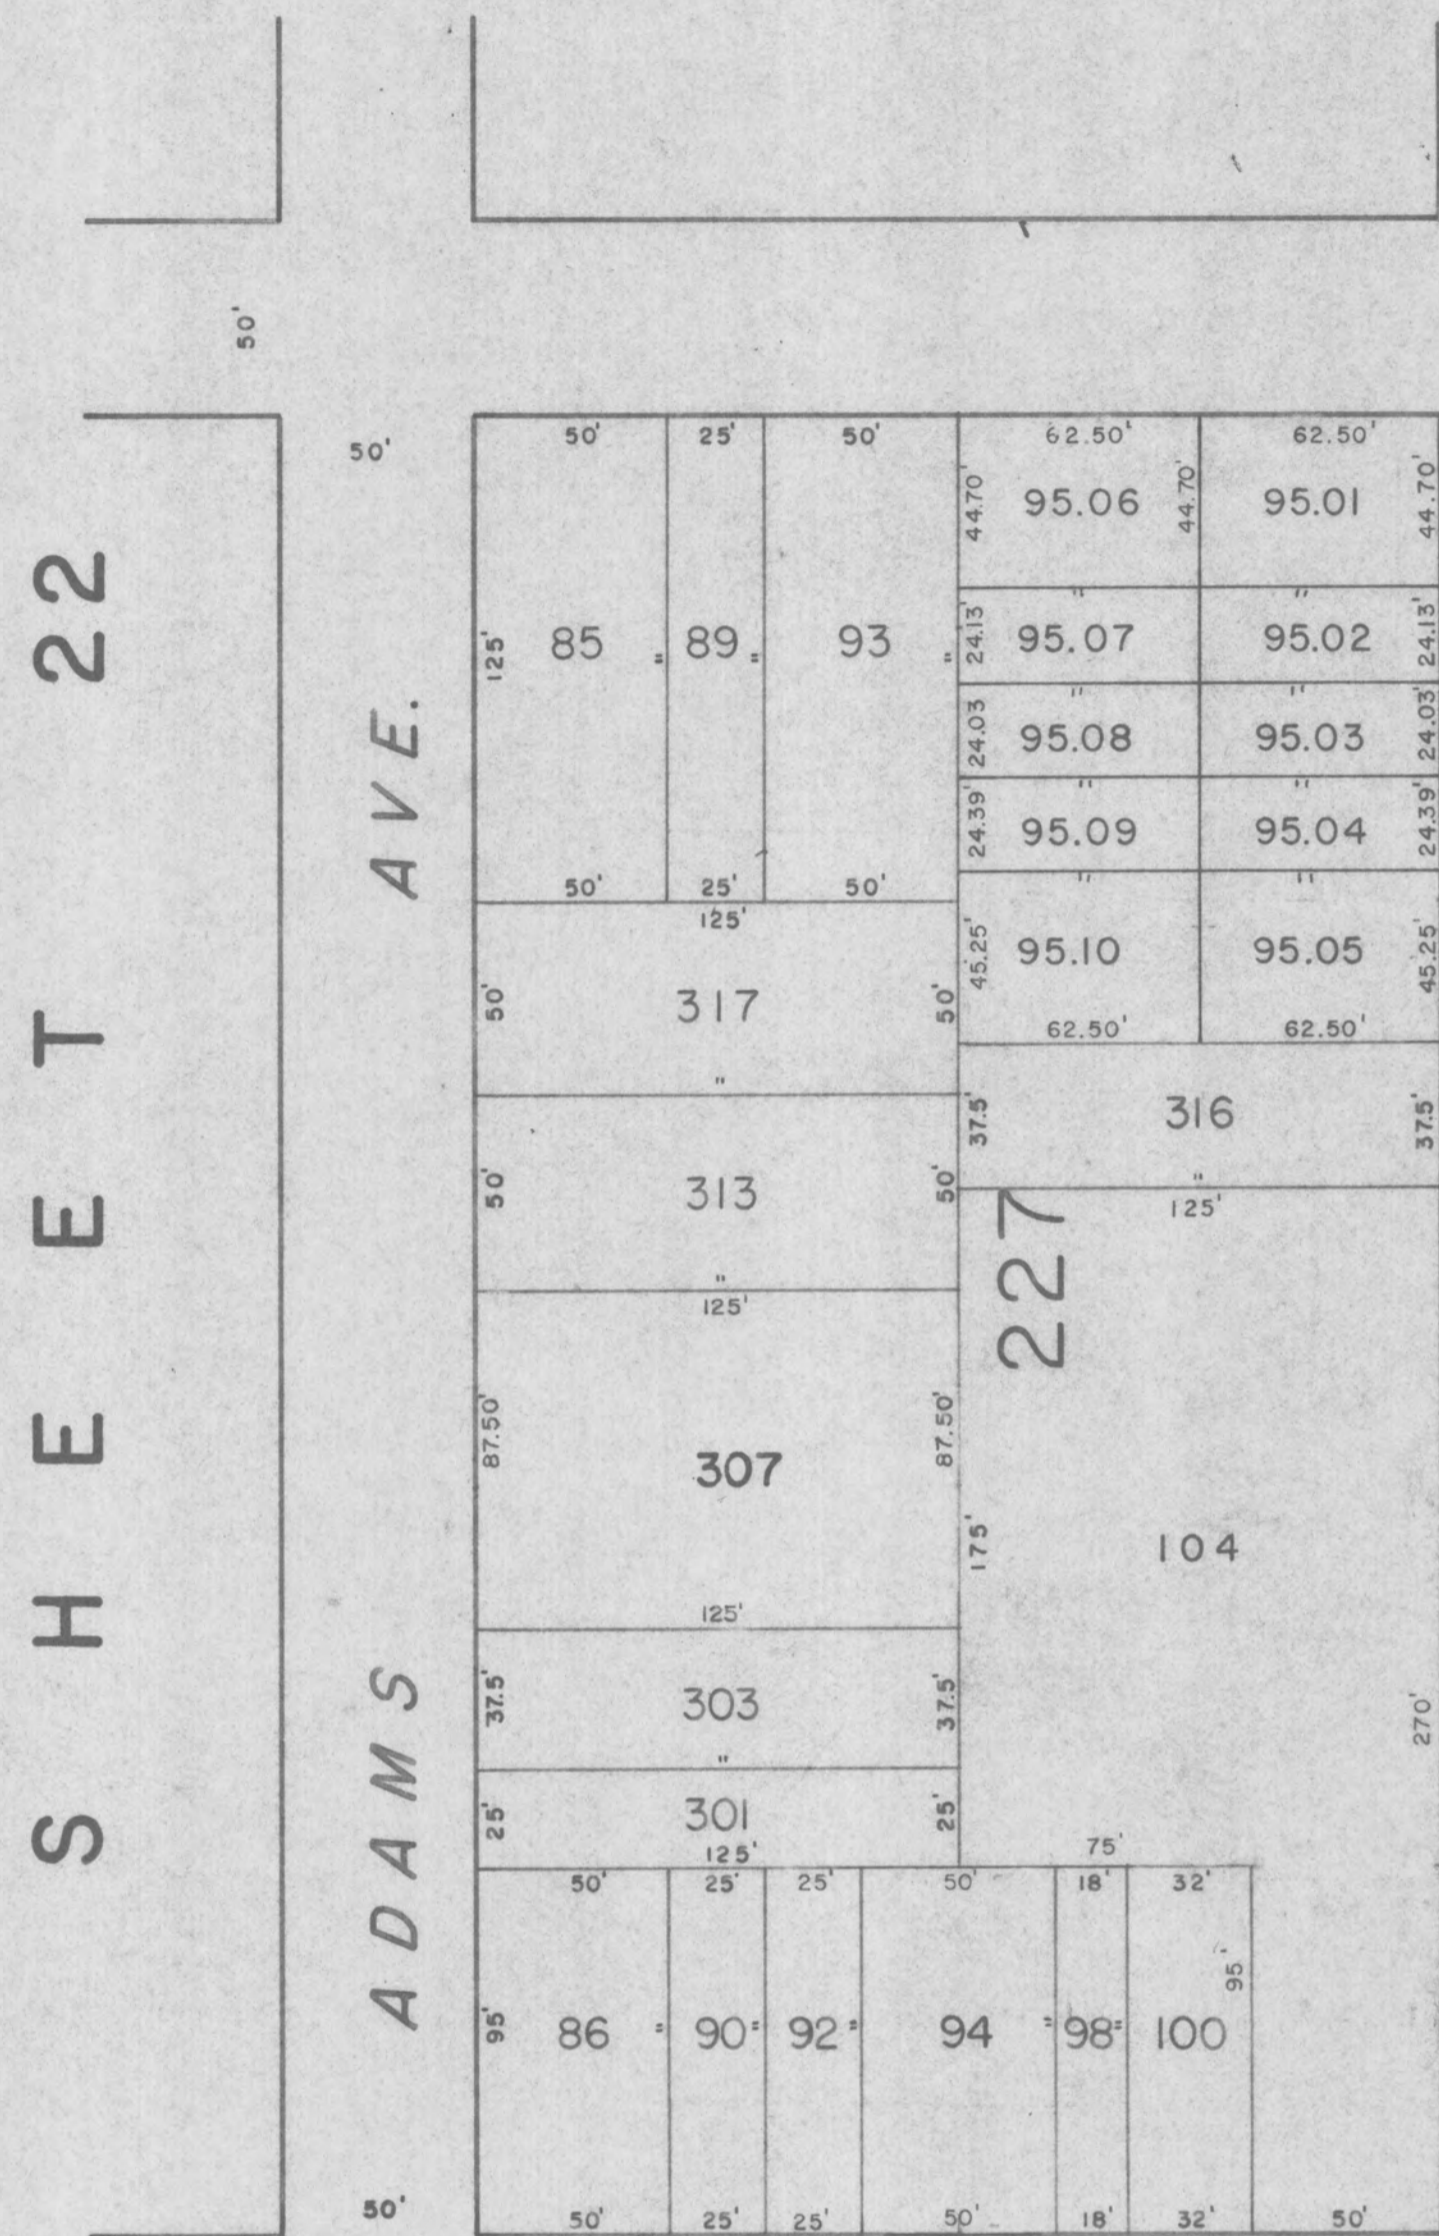 SHEET 22
ADAMS AVE.
50'
50'
50'
50' 25' 50' 62.50' 62.50'
44.70' 95.06 44.70' 95.01 44.70'
" "
125' 85 " 89 " 93 " 24.13' 95.07 95.02 24.13'
" "
24.03 95.08 95.03 24.03'
" "
24.39' 95.09 95.04 24.39'
50' 25' 50' " "
125'
45.25' 95.10 95.05 45.25'
50' 317 50'
62.50' 62.50'
"
37.5' 316 37.5'
50' 313 50'
"
125'
227
"
125'
87.50' 307 87.50'
175' 104
125'
37.5' 303 37.5'
270'
"
25' 301 25'
125' 75'
50' 25' 25' 50' 18' 32'
95'
95' 86 " 90 " 92 " 94 " 98 " 100
50' 25' 25' 50' 18' 32' 50'